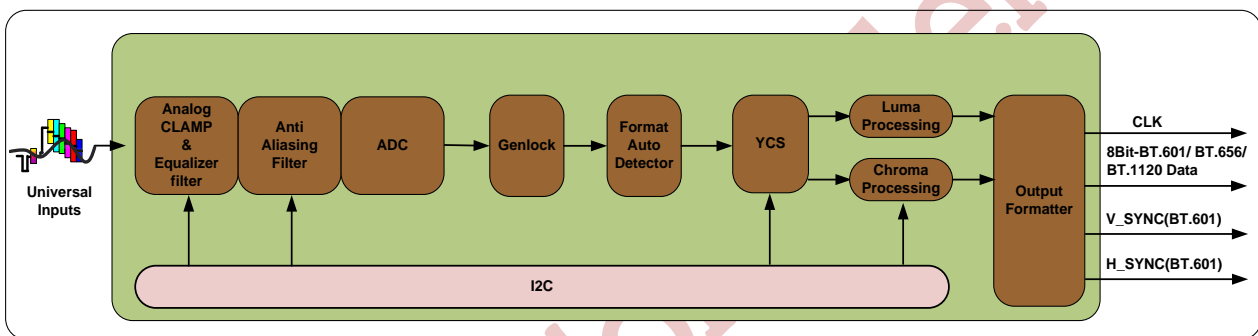 Universal
Inputs
Analog
CLAMP
&
Equalizer
filter
Anti
Aliasing
Filter
ADC
Genlock
Format
Auto
Detector
YCS
Luma
Processing
Chroma
Processing
Output
Formatter
CLK
8Bit-BT.601/ BT.656/
BT.1120 Data
V_SYNC(BT.601)
H_SYNC(BT.601)
I2C